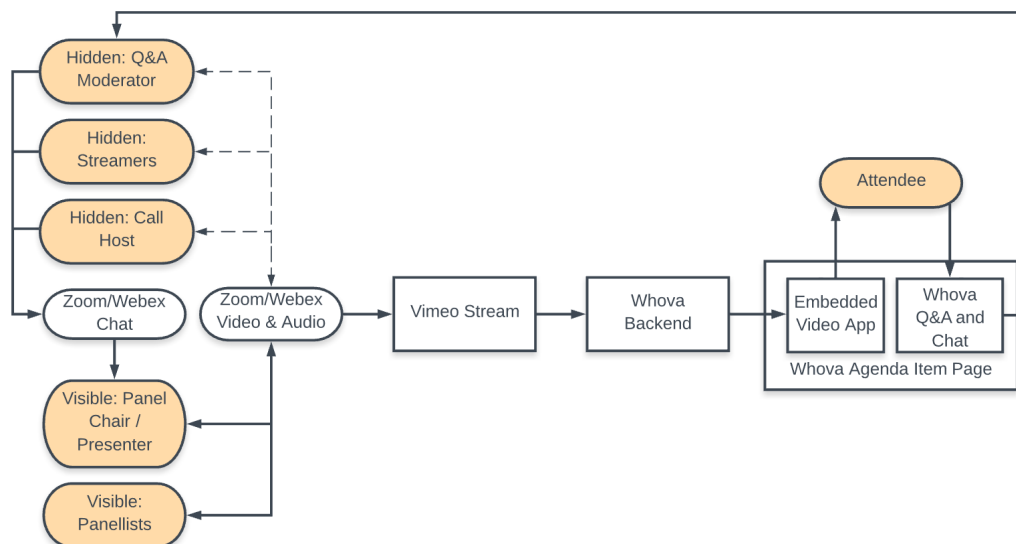 Hidden: Q&A
Moderator
Hidden:
Streamers
Hidden: Call
Host
Zoom/Webex
Chat
Zoom/Webex
Video & Audio
Vimeo Stream
Whova
Backend
Attendee
Embedded
Video App
Whova
Q&A and
Chat
Whova Agenda Item Page
Visible: Panel
Chair /
Presenter
Visible:
Panellists